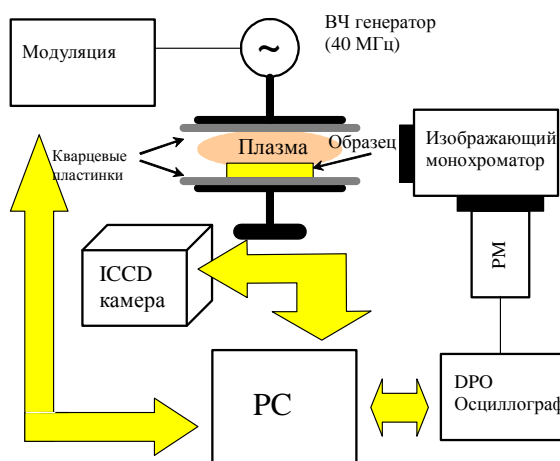 ВЧ генератор
(40 МГц)
Модуляция
~
Кварцевые
пластинки
Плазма
Образец
Изображающий
монохроматор
ICCD
камера
PM
PC
DPO
Осциллограф